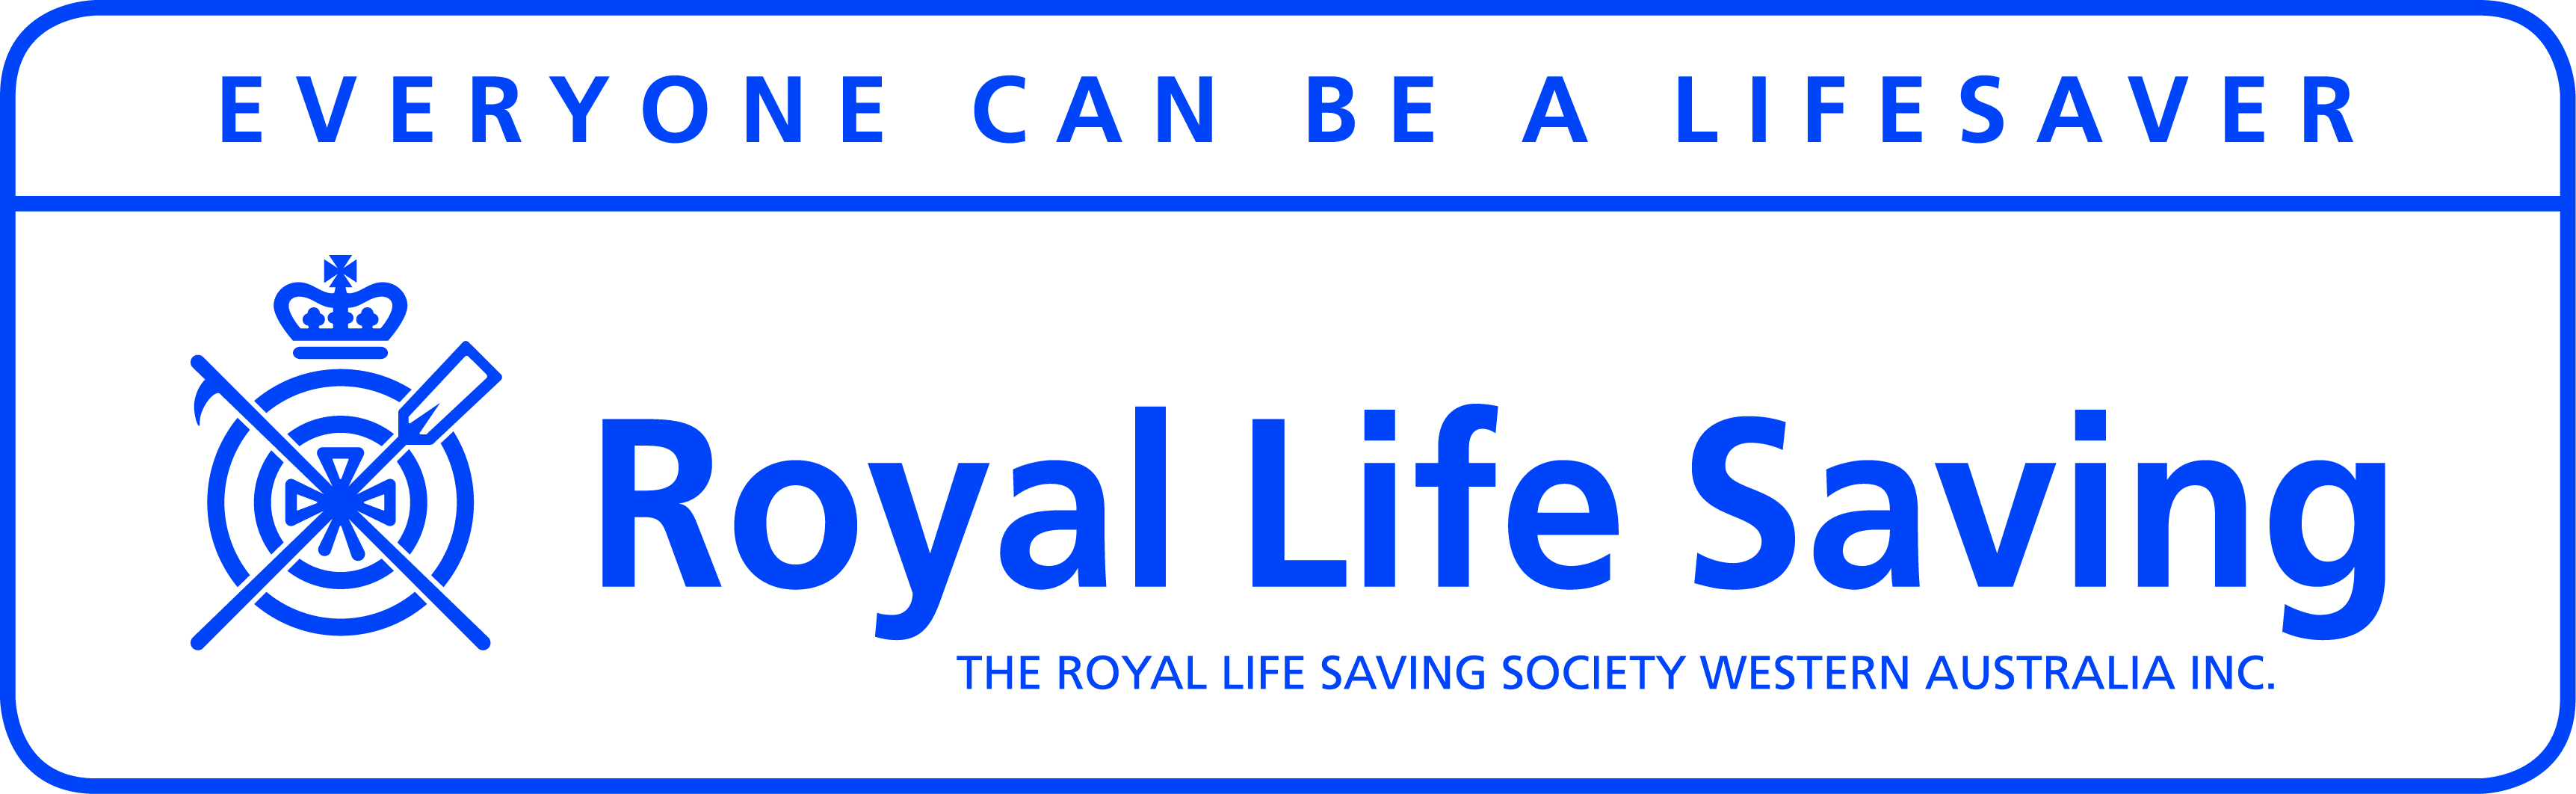 EVERYONE CAN BE A LIFESAVER
Royal Life Saving
THE ROYAL LIFE SAVING SOCIETY WESTERN AUSTRALIA INC.